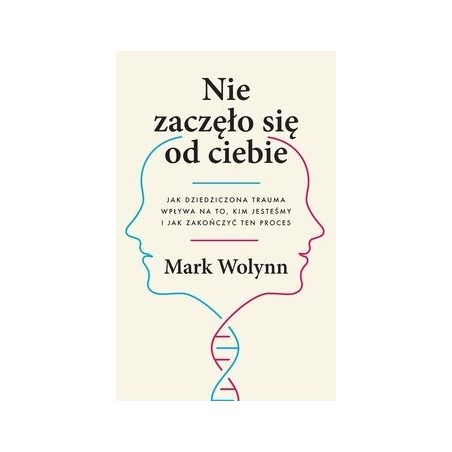 Nie
zaczęło się
od ciebie
JAK DZIEDZICZONA TRAUMA
WPŁYWA NA TO, KIM JESTEŚMY
I JAK ZAKOŃCZYĆ TEN PROCES
Mark Wolynn